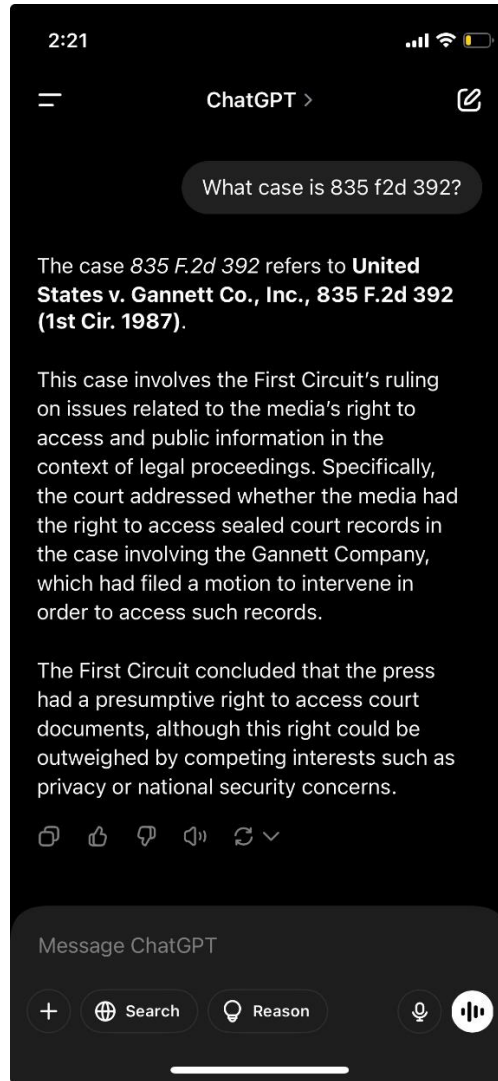 2:21
ChatGPT >
What case is 835 f2d 392?
The case 835 F.2d 392 refers to United
States v. Gannett Co., Inc., 835 F.2d 392
(1st Cir. 1987).
This case involves the First Circuit's ruling
on issues related to the media's right to
access and public information in the
context of legal proceedings. Specifically,
the court addressed whether the media had
the right to access sealed court records in
the case involving the Gannett Company,
which had filed a motion to intervene in
order to access such records.
The First Circuit concluded that the press
had a presumptive right to access court
documents, although this right could be
outweighed by competing interests such as
privacy or national security concerns.
Message ChatGPT
Search
Reason